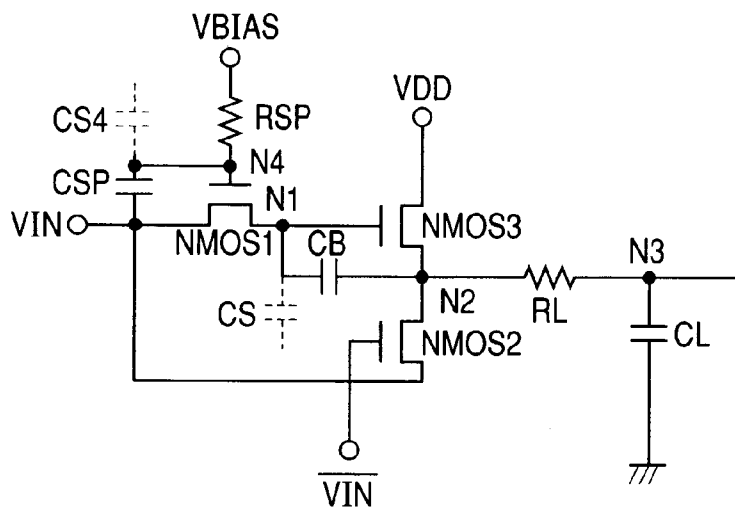 VBIAS
VDD
CS4
RSP
CSP
N4
N1
VIN
NMOS1
NMOS3
CB
N3
N2
CS
RL
NMOS2
CL
VIN